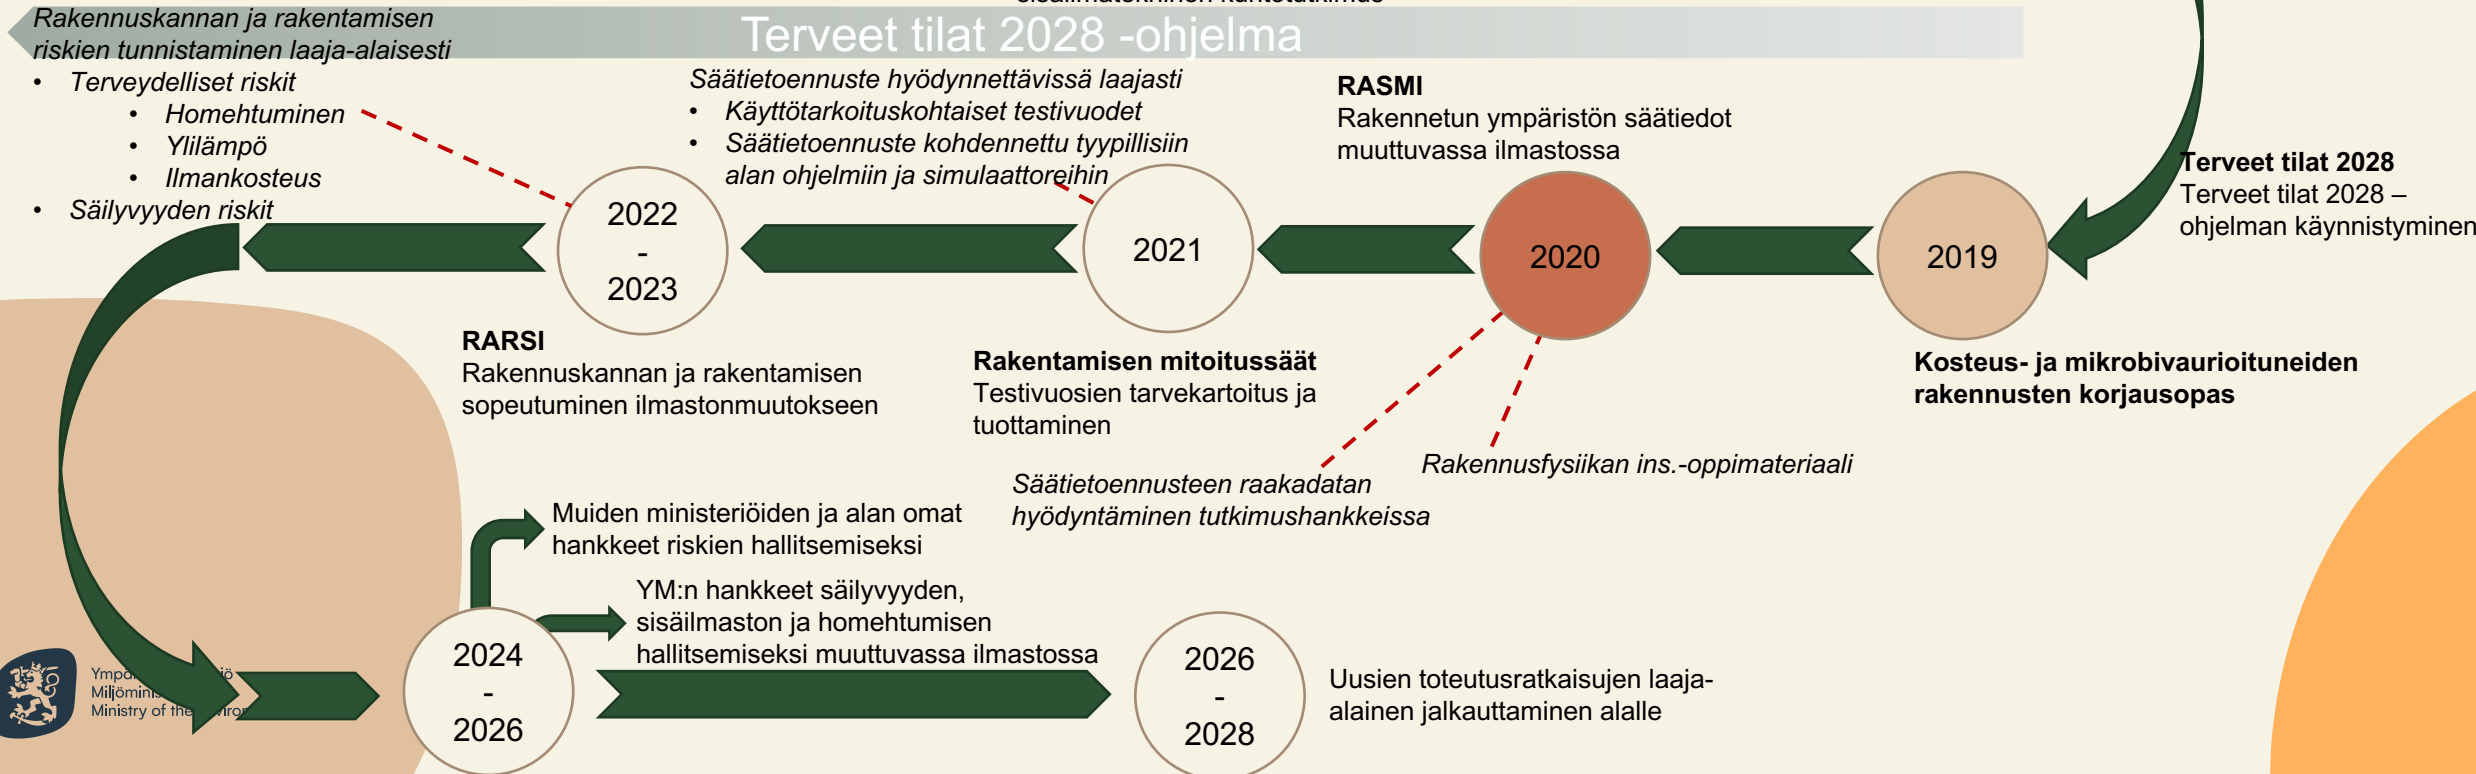 Terveet tilat 2028 -ohjelma
Rakennuskannan ja rakentamisen
riskien tunnistaminen laaja-alaisesti
• Terveydelliset riskit
• Homehtuminen
• Ylilämpö
• Ilmankosteus
• Säilyvyyden riskit
Säätietoennuste hyödynnettävissä laajasti
• Käyttötarkoituskohtaiset testivuodet
• Säätietoennuste kohdennettu tyypillisiin
alan ohjelmiin ja simulaattoreihin
RASMI
Rakennetun ympäristön säätiedot
muuttuvassa ilmastossa
Terveet tilat 2028
Terveet tilat 2028 –
ohjelman käynnistyminen
2022
-
2023
2021
2020
2019
RARSI
Rakennuskannan ja rakentamisen
sopeutuminen ilmastonmuutokseen
Rakentamisen mitoitussäät
Testivuosien tarvekartoitus ja
tuottaminen
Kosteus- ja mikrobivaurioituneiden
rakennusten korjausopas
Säätietoennusteen raakadatan
hyödyntäminen tutkimushankkeissa
Rakennusfysiikan ins.-oppimateriaali
Muiden ministeriöiden ja alan omat
hankkeet riskien hallitsemiseksi
YM:n hankkeet säilyvyyden,
sisäilmaston ja homehtumisen
hallitsemiseksi muuttuvassa ilmastossa
2024
-
2026
2026
-
2028
Uusien toteutusratkaisujen laaja-
alainen jalkauttaminen alalle
Ministry of the